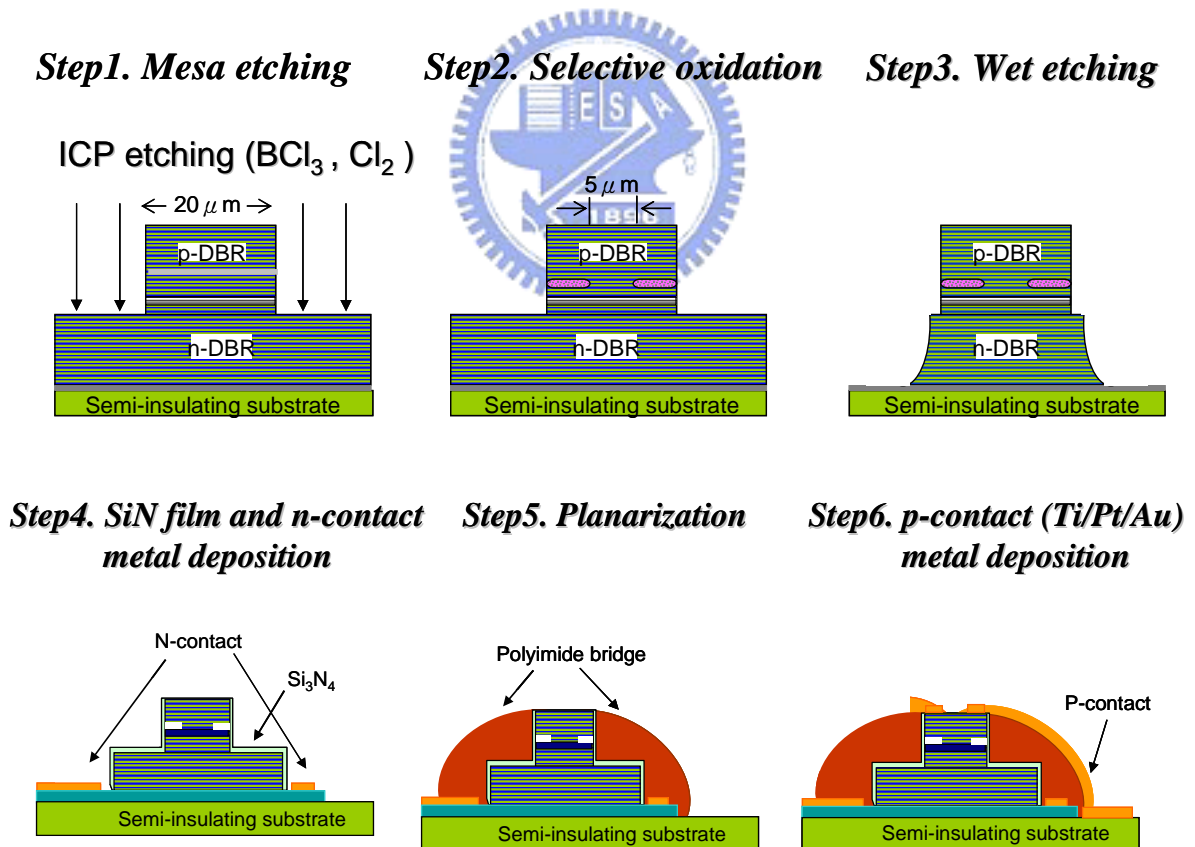 Step1. Mesa etching
Step2. Selective oxidation
Step3. Wet etching
ICP etching (BCl3 , Cl2 )
20 μ m
p-DBR
n-DBR
Semi-insulating substrate
E S A
1896
5 μ m
p-DBR
n-DBR
Semi-insulating substrate
p-DBR
n-DBR
Semi-insulating substrate
Step4. SiN film and n-contact
metal deposition
Step5. Planarization
Step6. p-contact (Ti/Pt/Au)
metal deposition
N-contact
Si3N4
Semi-insulating substrate
Polyimide bridge
Semi-insulating substrate
P-contact
Semi-insulating substrate